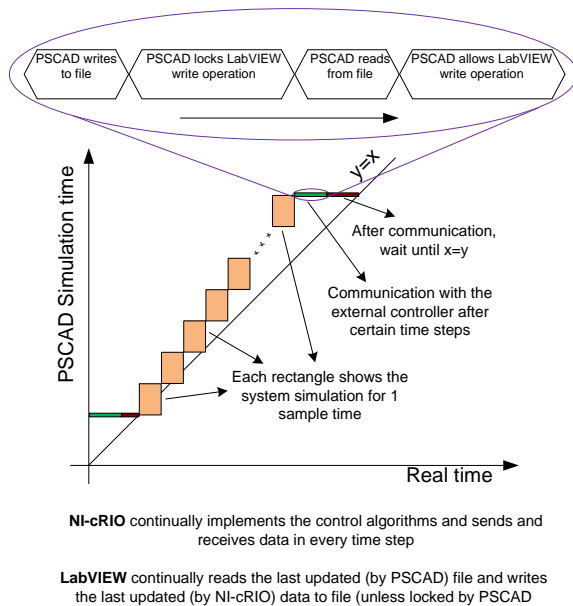 PSCAD writes
to file
PSCAD locks LabVIEW
write operation
PSCAD reads
from file
PSCAD allows LabVIEW
write operation
y=x
PSCAD Simulation time
After communication,
wait until x=y
Communication with the
external controller after
certain time steps
Each rectangle shows the
system simulation for 1
sample time
Real time
NI-cRIO continually implements the control algorithms and sends and
receives data in every time step
LabVIEW continually reads the last updated (by PSCAD) file and writes
the last updated (by NI-cRIO) data to file (unless locked by PSCAD